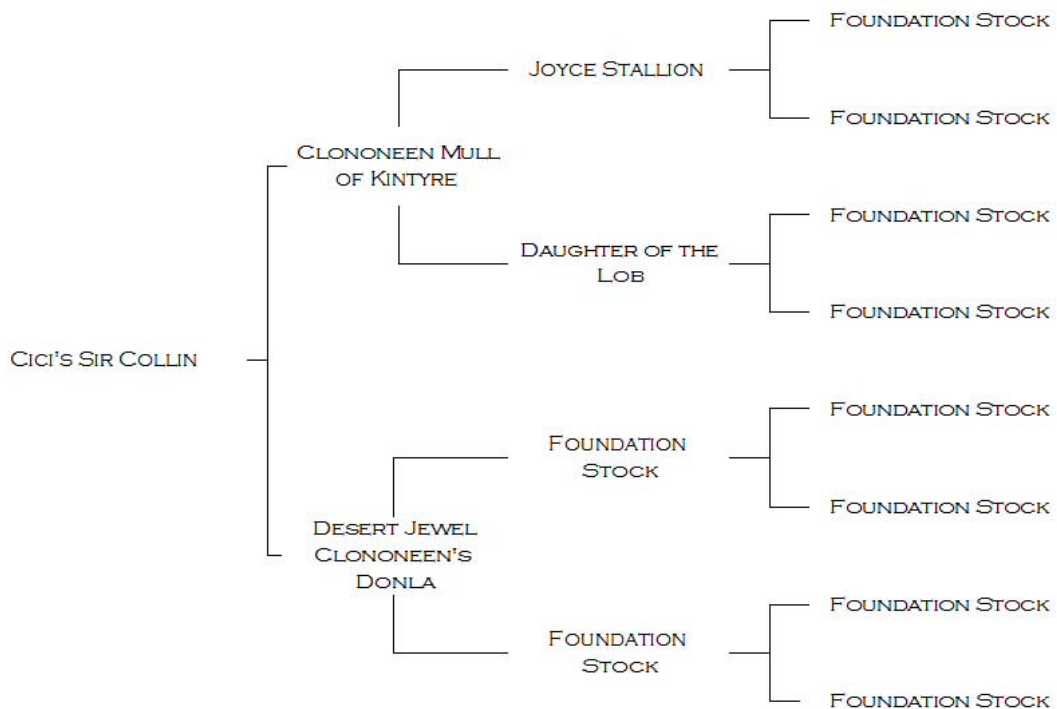 Foundation Stock
Joyce Stallion
Foundation Stock
Clononeen Mull
of Kintyre
Foundation Stock
Daughter of the
Lob
Foundation Stock
Cici's Sir Collin
Foundation Stock
Foundation
Stock
Foundation Stock
Desert Jewel
Clononeen's
Donla
Foundation Stock
Foundation
Stock
Foundation Stock